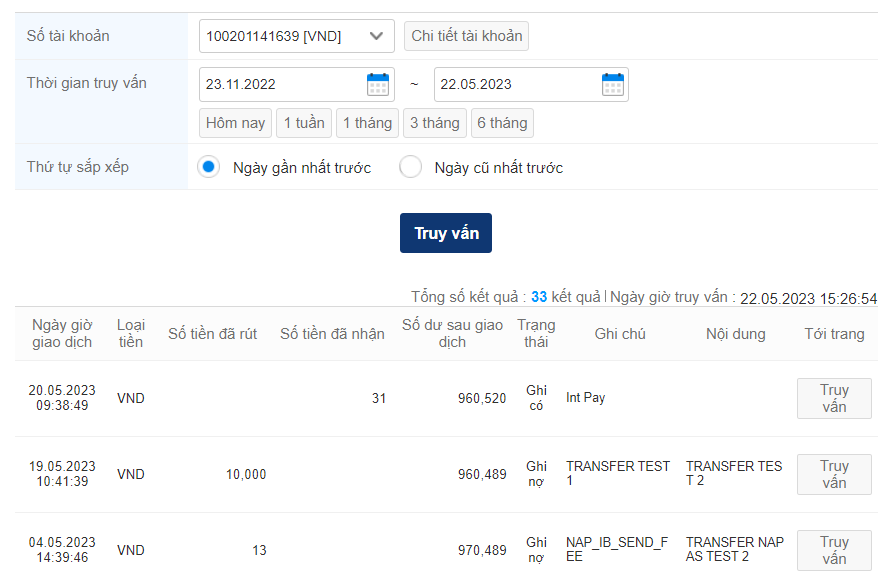 Số tài khoản 100201141639 [VND] Chi tiết tài khoản
Thời gian truy vấn 23.11.2022 ~ 22.05.2023
Hôm nay 1 tuần 1 tháng 3 tháng 6 tháng
Thứ tự sắp xếp Ngày gần nhất trước Ngày cũ nhất trước
Truy vấn
Tổng số kết quả : 33 kết quả | Ngày giờ truy vấn : 22.05.2023 15:26:54
Ngày giờ giao dịch Loại tiền Số tiền đã rút Số tiền đã nhận Số dư sau giao dịch Trạng thái Ghi chú Nội dung Tới trang
20.05.2023 09:38:49 VND 31 960,520 Ghi có Int Pay Truy vấn
19.05.2023 10:41:39 VND 10,000 960,489 Ghi nợ TRANSFER TEST 1 TRANSFER TEST 2 Truy vấn
04.05.2023 14:39:46 VND 13 970,489 Ghi nợ NAP_IB_SEND_FEE TRANSFER NAPAS TEST 2 Truy vấn